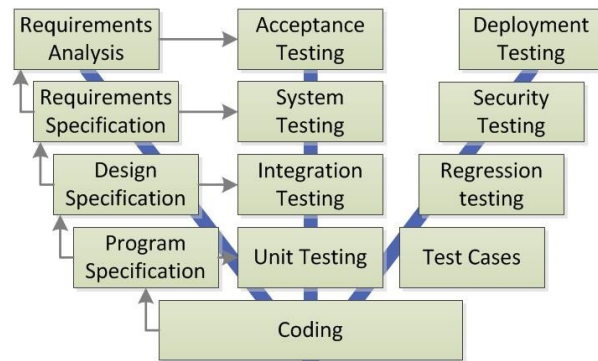 Requirements
Analysis
Acceptance
Testing
Deployment
Testing
Requirements
Specification
System
Testing
Security
Testing
Design
Specification
Integration
Testing
Regression
testing
Program
Specification
Unit Testing
Test Cases
Coding